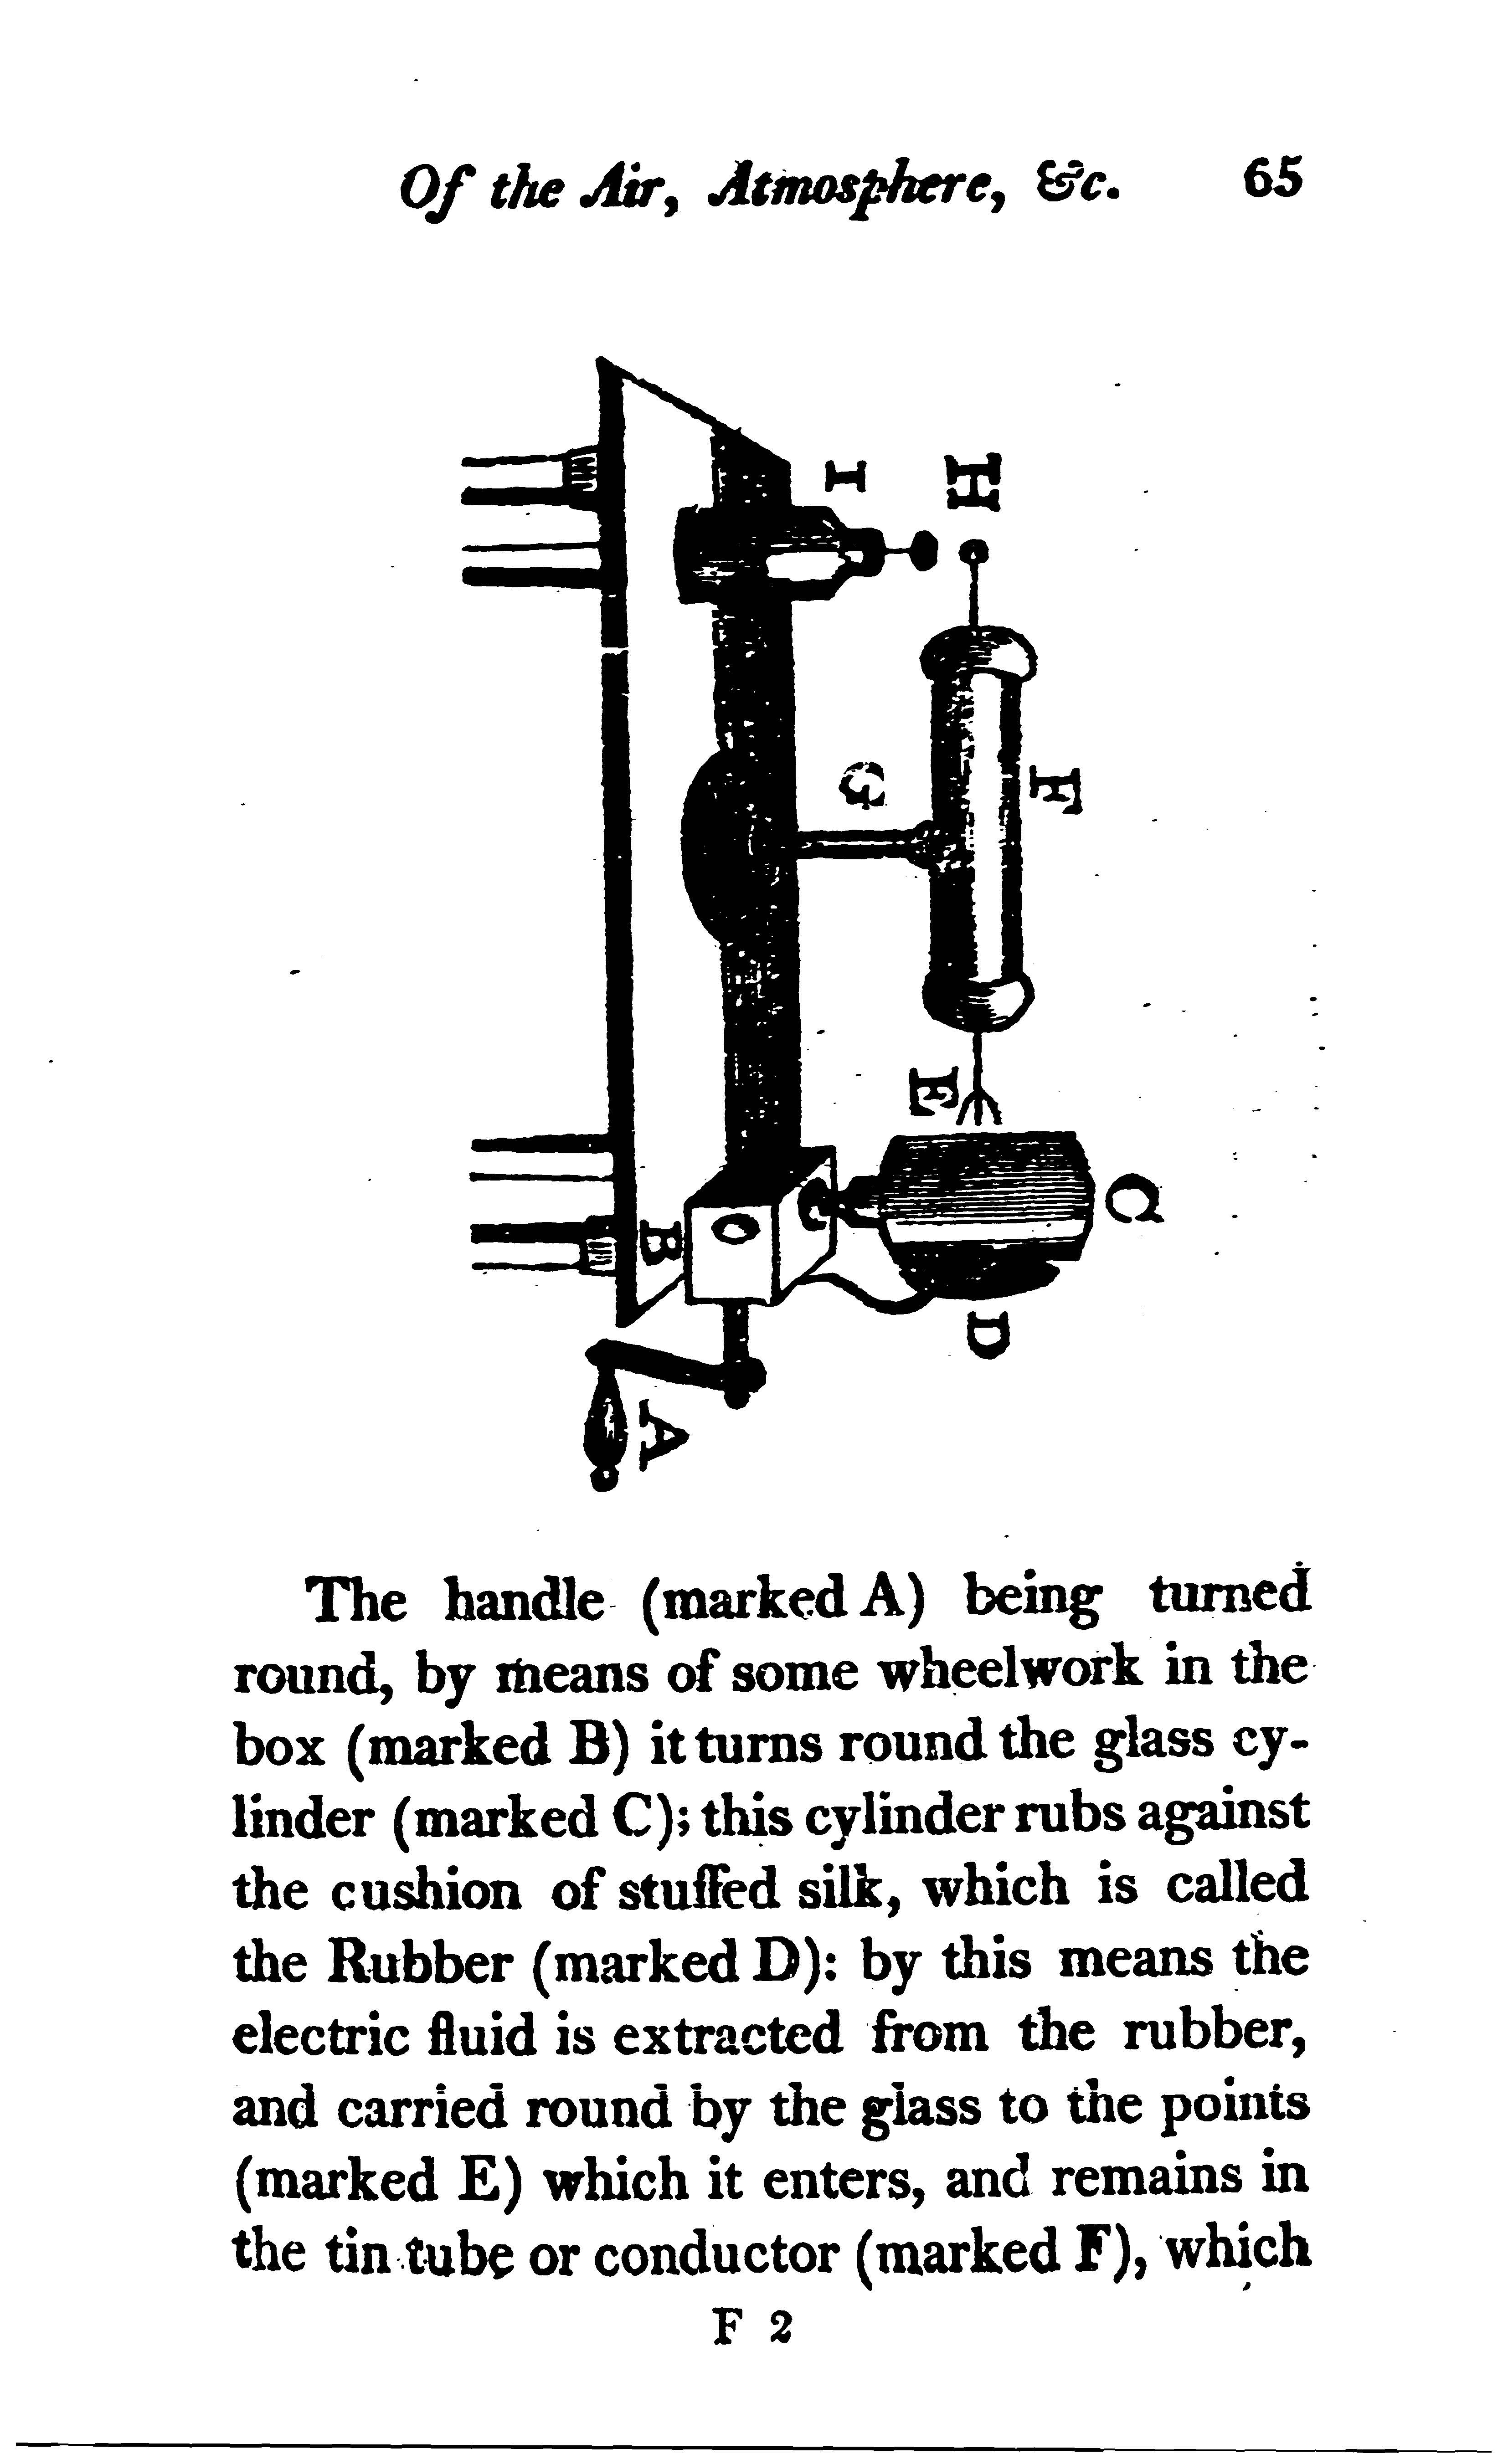 Of the Air, Atmosphere, &c. 65
H
I
F
G
E
C
B
D
A
The handle (marked A) being turned
round, by means of some wheelwork in the
box (marked B) it turns round the glass cy-
linder (marked C); this cylinder rubs against
the cushion of stuffed silk, which is called
the Rubber (marked D): by this means the
electric fluid is extracted from the rubber,
and carried round by the glass to the points
(marked E) which it enters, and remains in
the tin tube or conductor (marked F), which
F 2